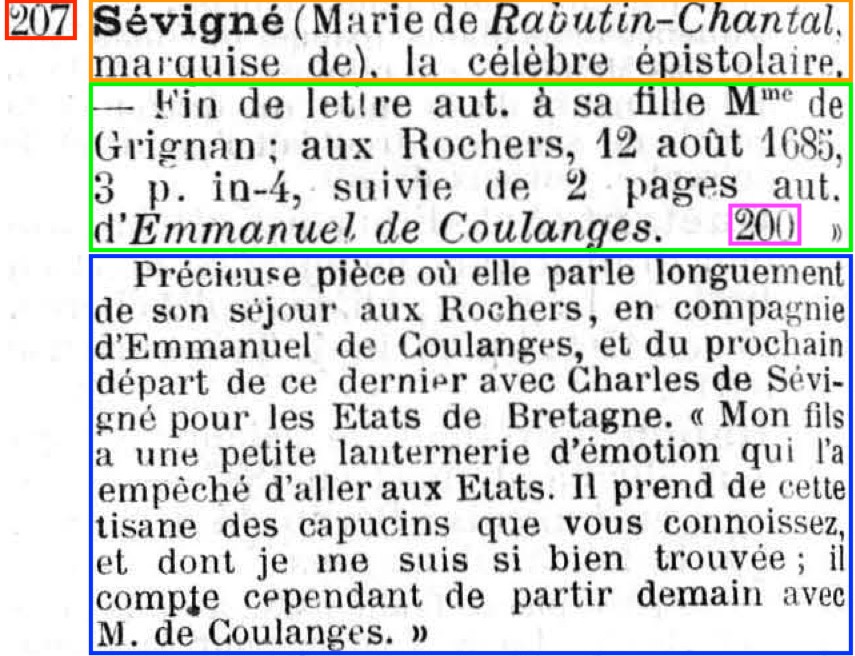 207 Sévigné (Marie de Rabutin-Chantal,
marquise de), la célèbre épistolaire.
— Fin de lettre aut. à sa fille Mme de
Grignan; aux Rochers, 12 août 1685,
3 p. in-4, suivie de 2 pages aut.
d'Emmanuel de Coulanges. 200 »
Précieuse pièce où elle parle longuement
de son séjour aux Rochers, en compagnie
d'Emmanuel de Coulanges, et du prochain
départ de ce dernier avec Charles de Sévi-
gné pour les Etats de Bretagne. « Mon fils
a une petite lanternerie d'émotion qui l'a
empêché d'aller aux Etats. Il prend de cette
tisane des capucins que vous connoissez,
et dont je me suis si bien trouvée ; il
compte cependant de partir demain avec
M. de Coulanges. »